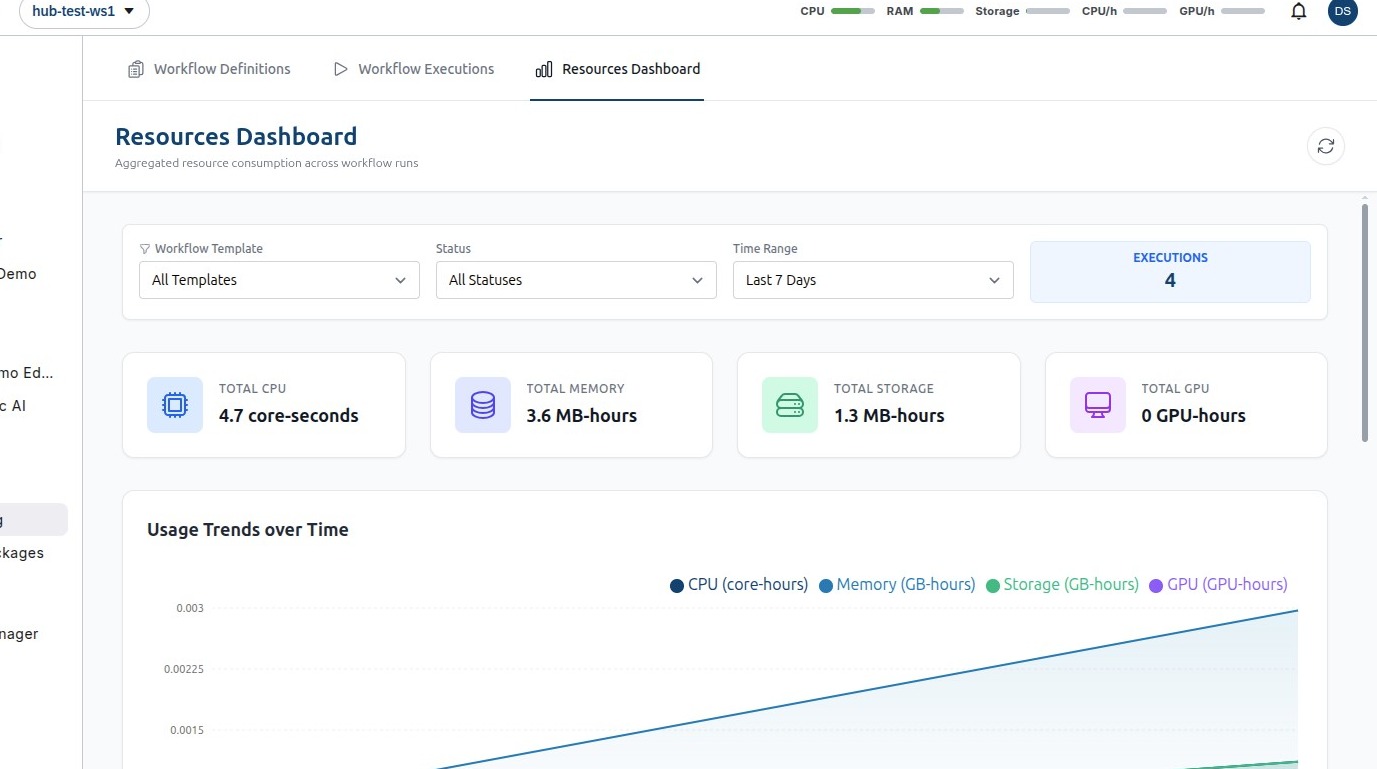 hub-test-ws1
CPU RAM Storage CPU/h GPU/h DS
Workflow Definitions Workflow Executions Resources Dashboard
Resources Dashboard
Aggregated resource consumption across workflow runs
Demo
mo Ed...
c AI
g
ckages
nager
Workflow Template Status Time Range
All Templates All Statuses Last 7 Days
EXECUTIONS
4
TOTAL CPU
4.7 core-seconds
TOTAL MEMORY
3.6 MB-hours
TOTAL STORAGE
1.3 MB-hours
TOTAL GPU
0 GPU-hours
Usage Trends over Time
CPU (core-hours) Memory (GB-hours) Storage (GB-hours) GPU (GPU-hours)
0.003
0.00225
0.0015